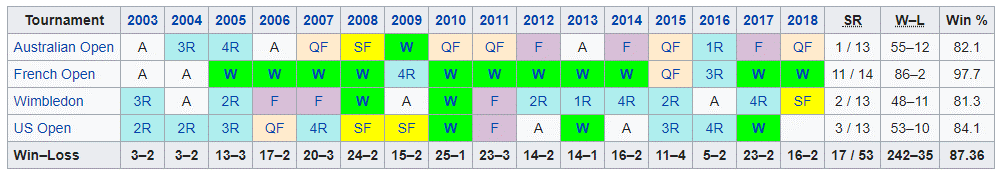 Tournament 2003 2004 2005 2006 2007 2008 2009 2010 2011 2012 2013 2014 2015 2016 2017 2018 SR W–L Win %
Australian Open A 3R 4R A QF SF W QF QF F A F QF 1R F QF 1 / 13 55–12 82.1
French Open A A W W W W 4R W W W W W QF 3R W W 11 / 14 86–2 97.7
Wimbledon 3R A 2R F F W A W F 2R 1R 4R 2R A 4R SF 2 / 13 48–11 81.3
US Open 2R 2R 3R QF 4R SF SF W F A W A 3R 4R W 3 / 13 53–10 84.1
Win–Loss 3–2 3–2 13–3 17–2 20–3 24–2 15–2 25–1 23–3 14–2 14–1 16–2 11–4 5–2 23–2 16–2 17 / 53 242–35 87.36